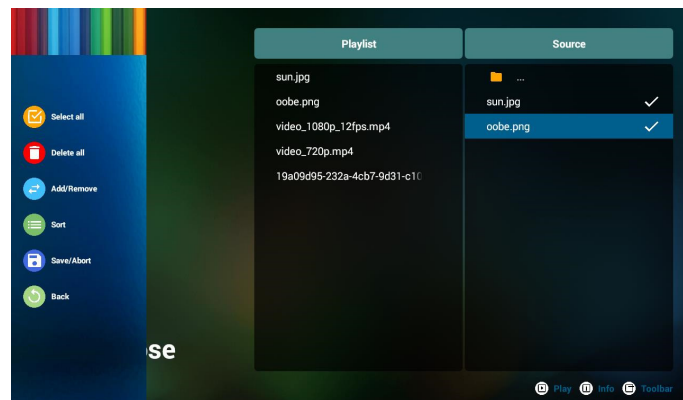 Select all
Delete all
Add/Remove
Sort
Save/Abort
Back
se
Playlist
sun.jpg
oobe.png
video_1080p_12fps.mp4
video_720p.mp4
19a09d95-232a-4cb7-9d31-c10
Source
...
sun.jpg
oobe.png
Play Info Toolbar